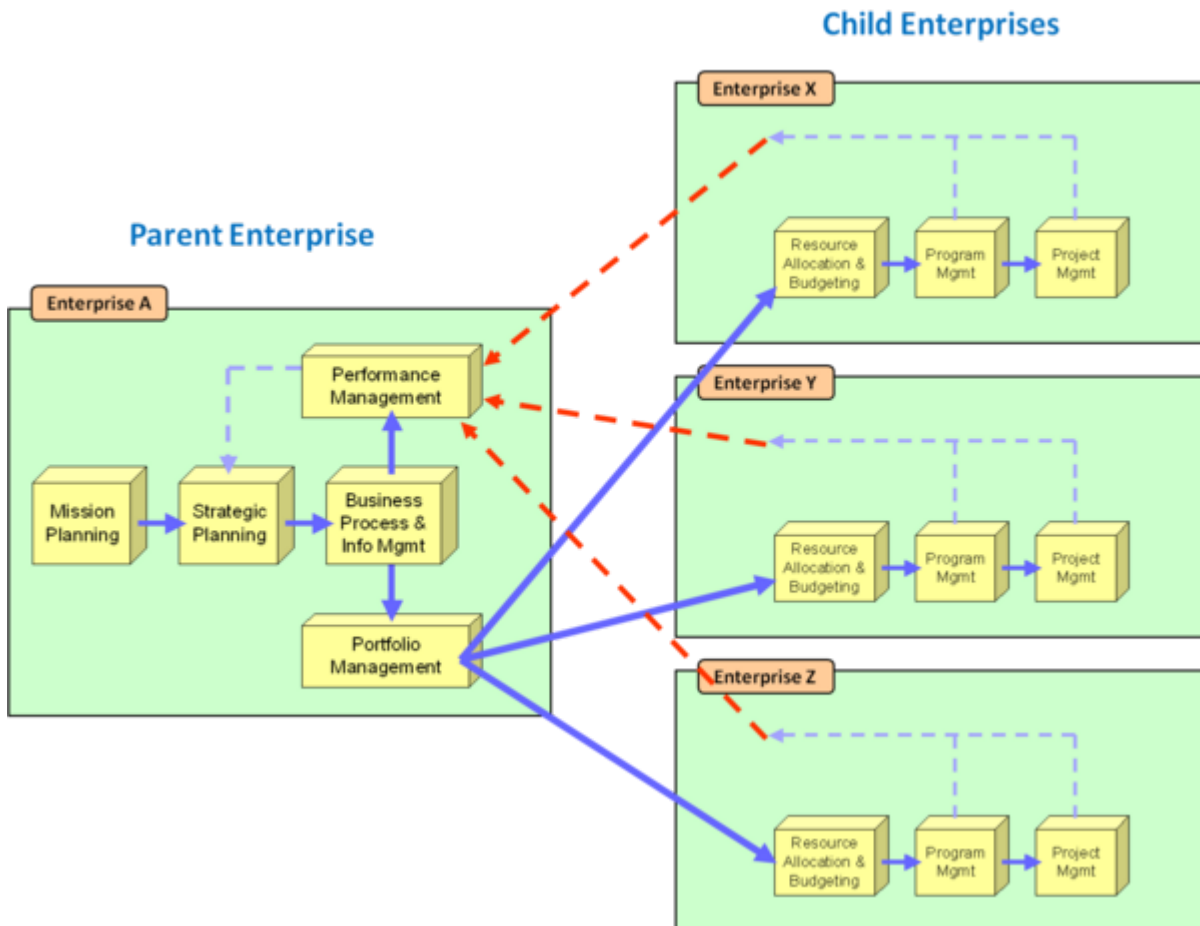 Child Enterprises
Enterprise X
Resource
Allocation &
Budgeting
Program
Mgmt
Project
Mgmt
Parent Enterprise
Enterprise A
Performance
Management
Mission
Planning
Strategic
Planning
Business
Process &
Info Mgmt
Portfolio
Management
Enterprise Y
Resource
Allocation &
Budgeting
Program
Mgmt
Project
Mgmt
Enterprise Z
Resource
Allocation &
Budgeting
Program
Mgmt
Project
Mgmt